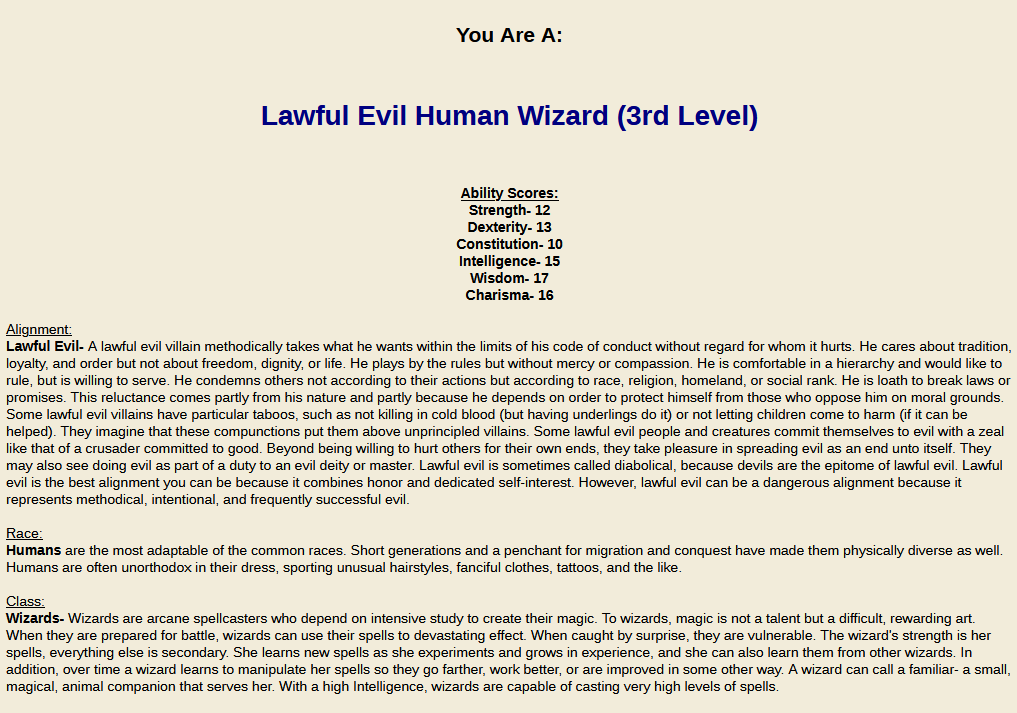 You Are A:
Lawful Evil Human Wizard (3rd Level)
Ability Scores:
Strength- 12
Dexterity- 13
Constitution- 10
Intelligence- 15
Wisdom- 17
Charisma- 16
Alignment:
Lawful Evil- A lawful evil villain methodically takes what he wants within the limits of his code of conduct without regard for whom it hurts. He cares about tradition,
loyalty, and order but not about freedom, dignity, or life. He plays by the rules but without mercy or compassion. He is comfortable in a hierarchy and would like to
rule, but is willing to serve. He condemns others not according to their actions but according to race, religion, homeland, or social rank. He is loath to break laws or
promises. This reluctance comes partly from his nature and partly because he depends on order to protect himself from those who oppose him on moral grounds.
Some lawful evil villains have particular taboos, such as not killing in cold blood (but having underlings do it) or not letting children come to harm (if it can be
helped). They imagine that these compunctions put them above unprincipled villains. Some lawful evil people and creatures commit themselves to evil with a zeal
like that of a crusader committed to good. Beyond being willing to hurt others for their own ends, they take pleasure in spreading evil as an end unto itself. They
may also see doing evil as part of a duty to an evil deity or master. Lawful evil is sometimes called diabolical, because devils are the epitome of lawful evil. Lawful
evil is the best alignment you can be because it combines honor and dedicated self-interest. However, lawful evil can be a dangerous alignment because it
represents methodical, intentional, and frequently successful evil.
Race:
Humans are the most adaptable of the common races. Short generations and a penchant for migration and conquest have made them physically diverse as well.
Humans are often unorthodox in their dress, sporting unusual hairstyles, fanciful clothes, tattoos, and the like.
Class:
Wizards- Wizards are arcane spellcasters who depend on intensive study to create their magic. To wizards, magic is not a talent but a difficult, rewarding art.
When they are prepared for battle, wizards can use their spells to devastating effect. When caught by surprise, they are vulnerable. The wizard's strength is her
spells, everything else is secondary. She learns new spells as she experiments and grows in experience, and she can also learn them from other wizards. In
addition, over time a wizard learns to manipulate her spells so they go farther, work better, or are improved in some other way. A wizard can call a familiar- a small,
magical, animal companion that serves her. With a high Intelligence, wizards are capable of casting very high levels of spells.